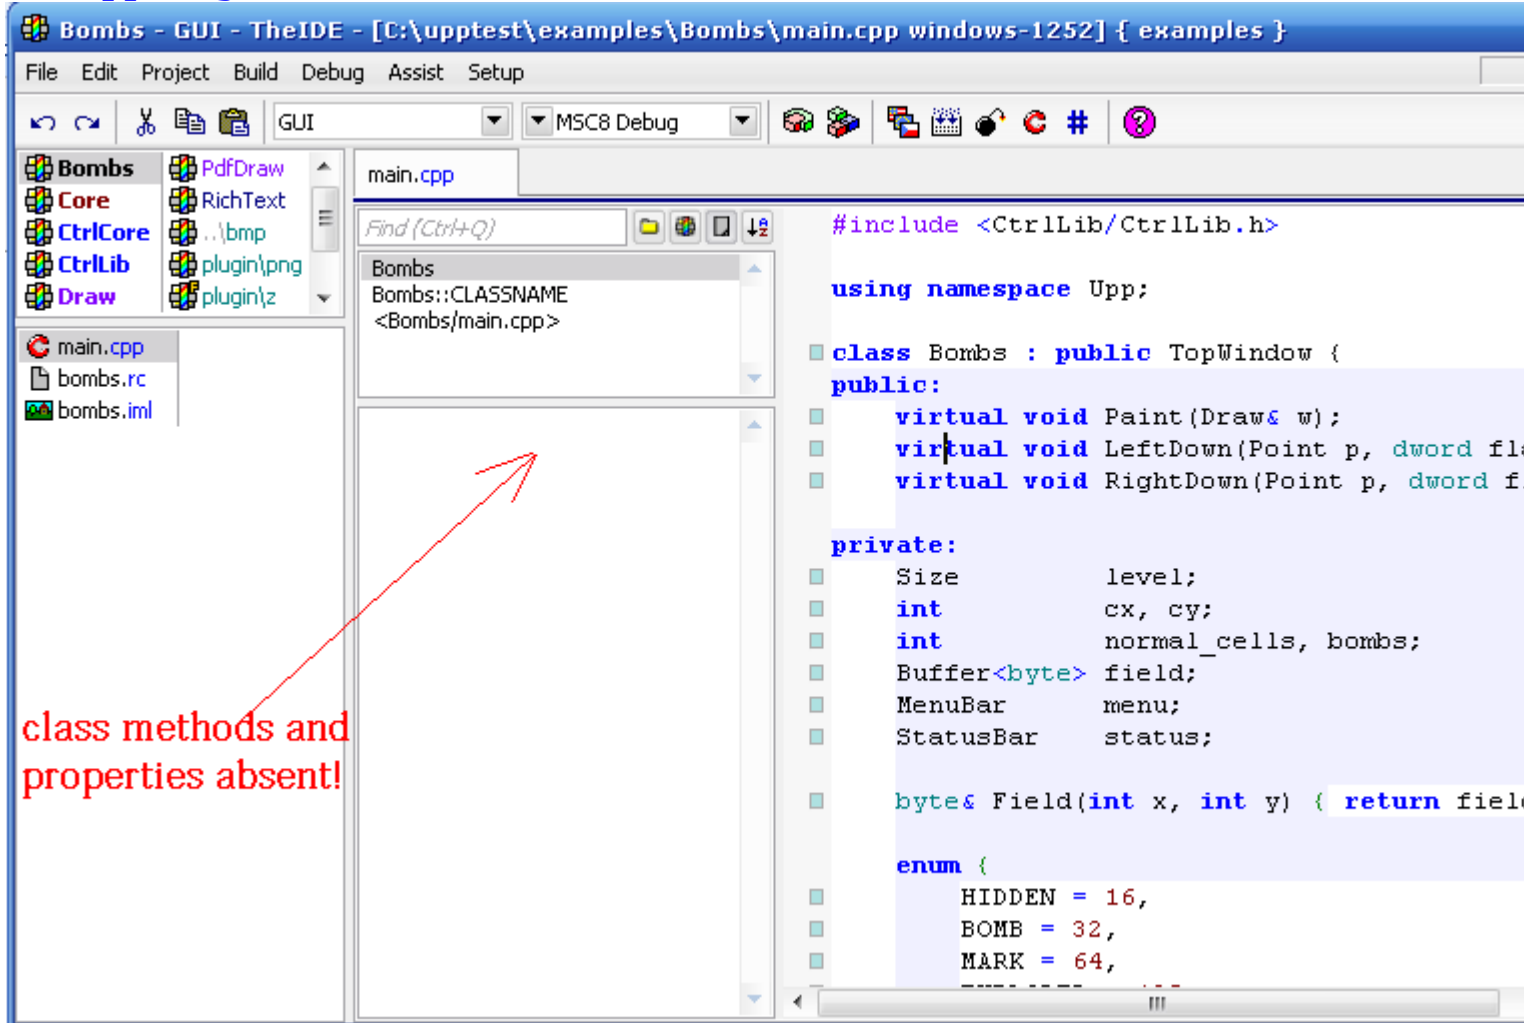 Bombs - GUI - TheIDE - [C:\upptest\examples\Bombs\main.cpp windows-1252] { examples }
File Edit Project Build Debug Assist Setup
GUI MSC8 Debug
Bombs PdfDraw
Core RichText
CtrlCore ..\bmp
CtrlLib plugin\png
Draw plugin\z
main.cpp
bombs.rc
bombs.iml
class methods and
properties absent!
main.cpp
Find (Ctrl+Q)
Bombs
Bombs::CLASSNAME
<Bombs/main.cpp>
#include <CtrlLib/CtrlLib.h>
using namespace Upp;
class Bombs : public TopWindow {
public:
virtual void Paint(Draw& w);
virtual void LeftDown(Point p, dword fl
virtual void RightDown(Point p, dword f
private:
Size level;
int cx, cy;
int normal_cells, bombs;
Buffer<byte> field;
MenuBar menu;
StatusBar status;
byte& Field(int x, int y) { return fiel
enum {
HIDDEN = 16,
BOMB = 32,
MARK = 64,